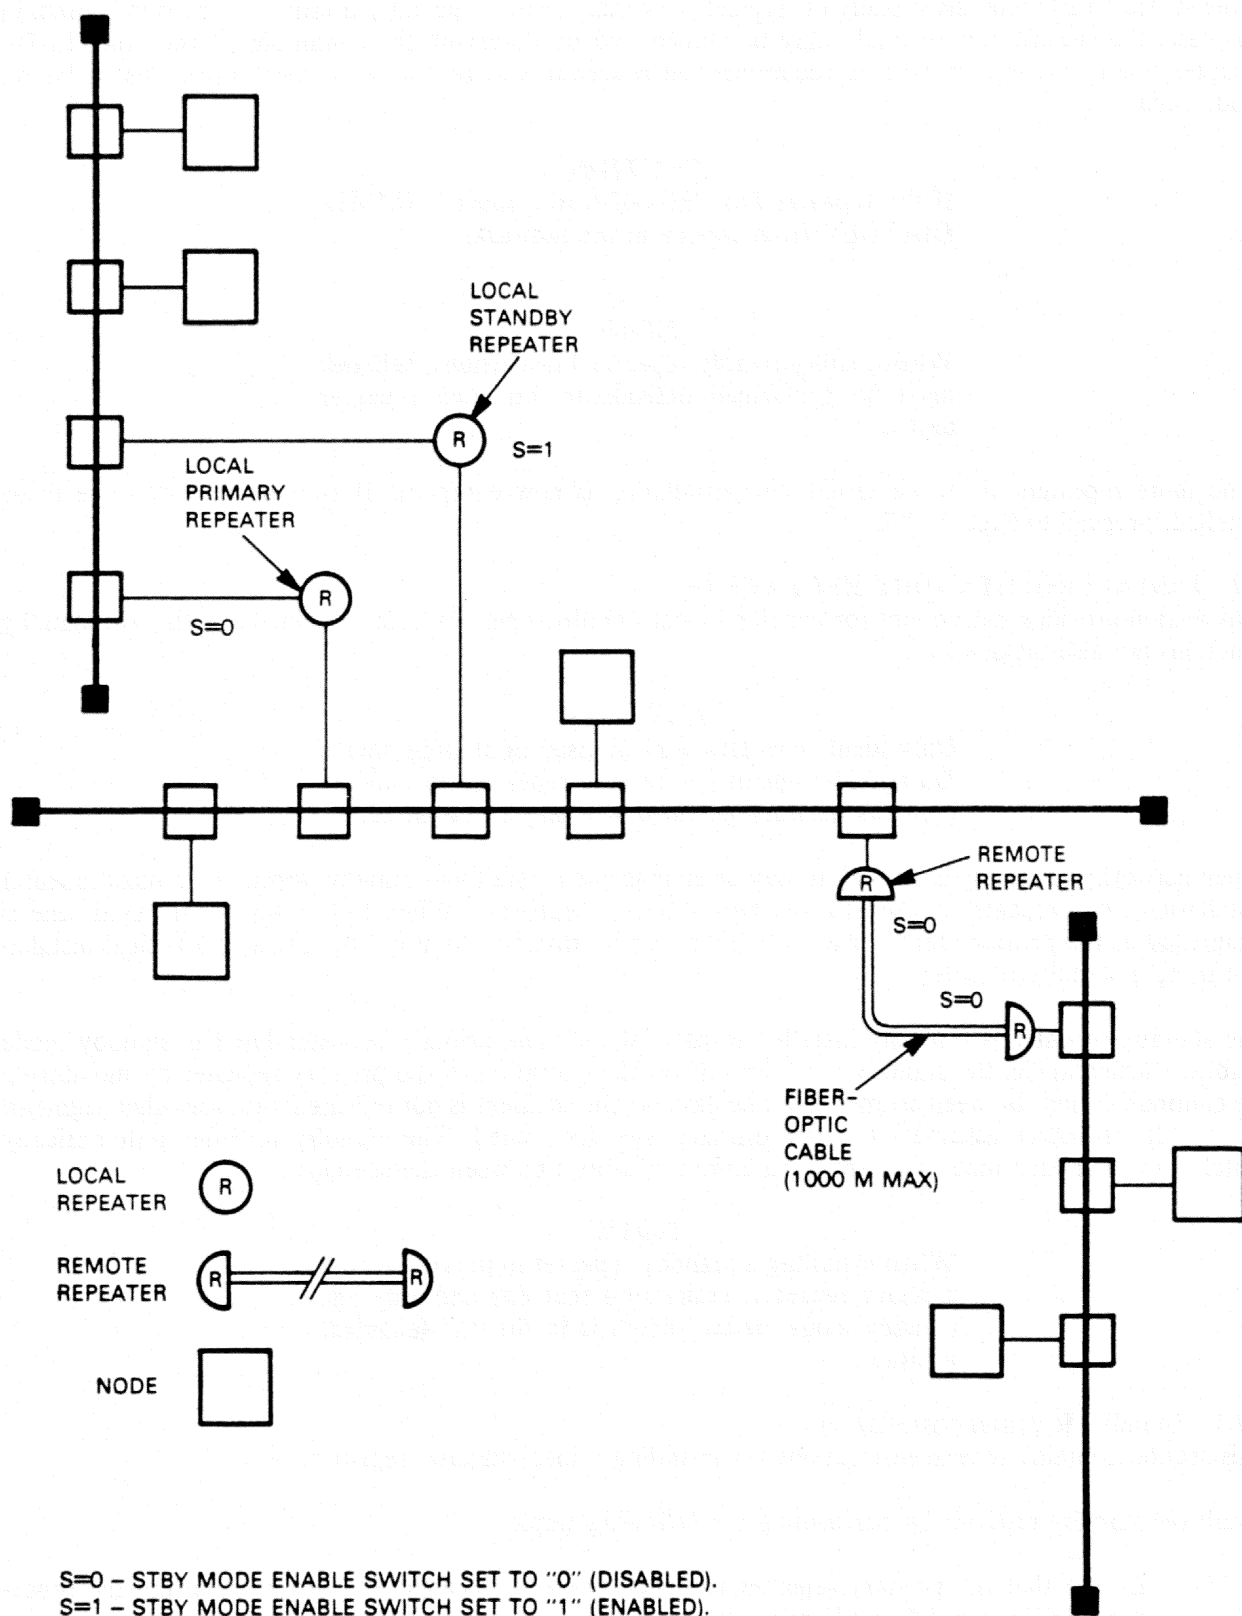 LOCAL
STANDBY
REPEATER
R
S=1
LOCAL
PRIMARY
REPEATER
R
S=0
R
REMOTE
REPEATER
S=0
S=0
R
FIBER-
OPTIC
CABLE
(1000 M MAX)
LOCAL
REPEATER
R
REMOTE
REPEATER
R
R
NODE
S=0 – STBY MODE ENABLE SWITCH SET TO "0" (DISABLED).
S=1 – STBY MODE ENABLE SWITCH SET TO "1" (ENABLED).